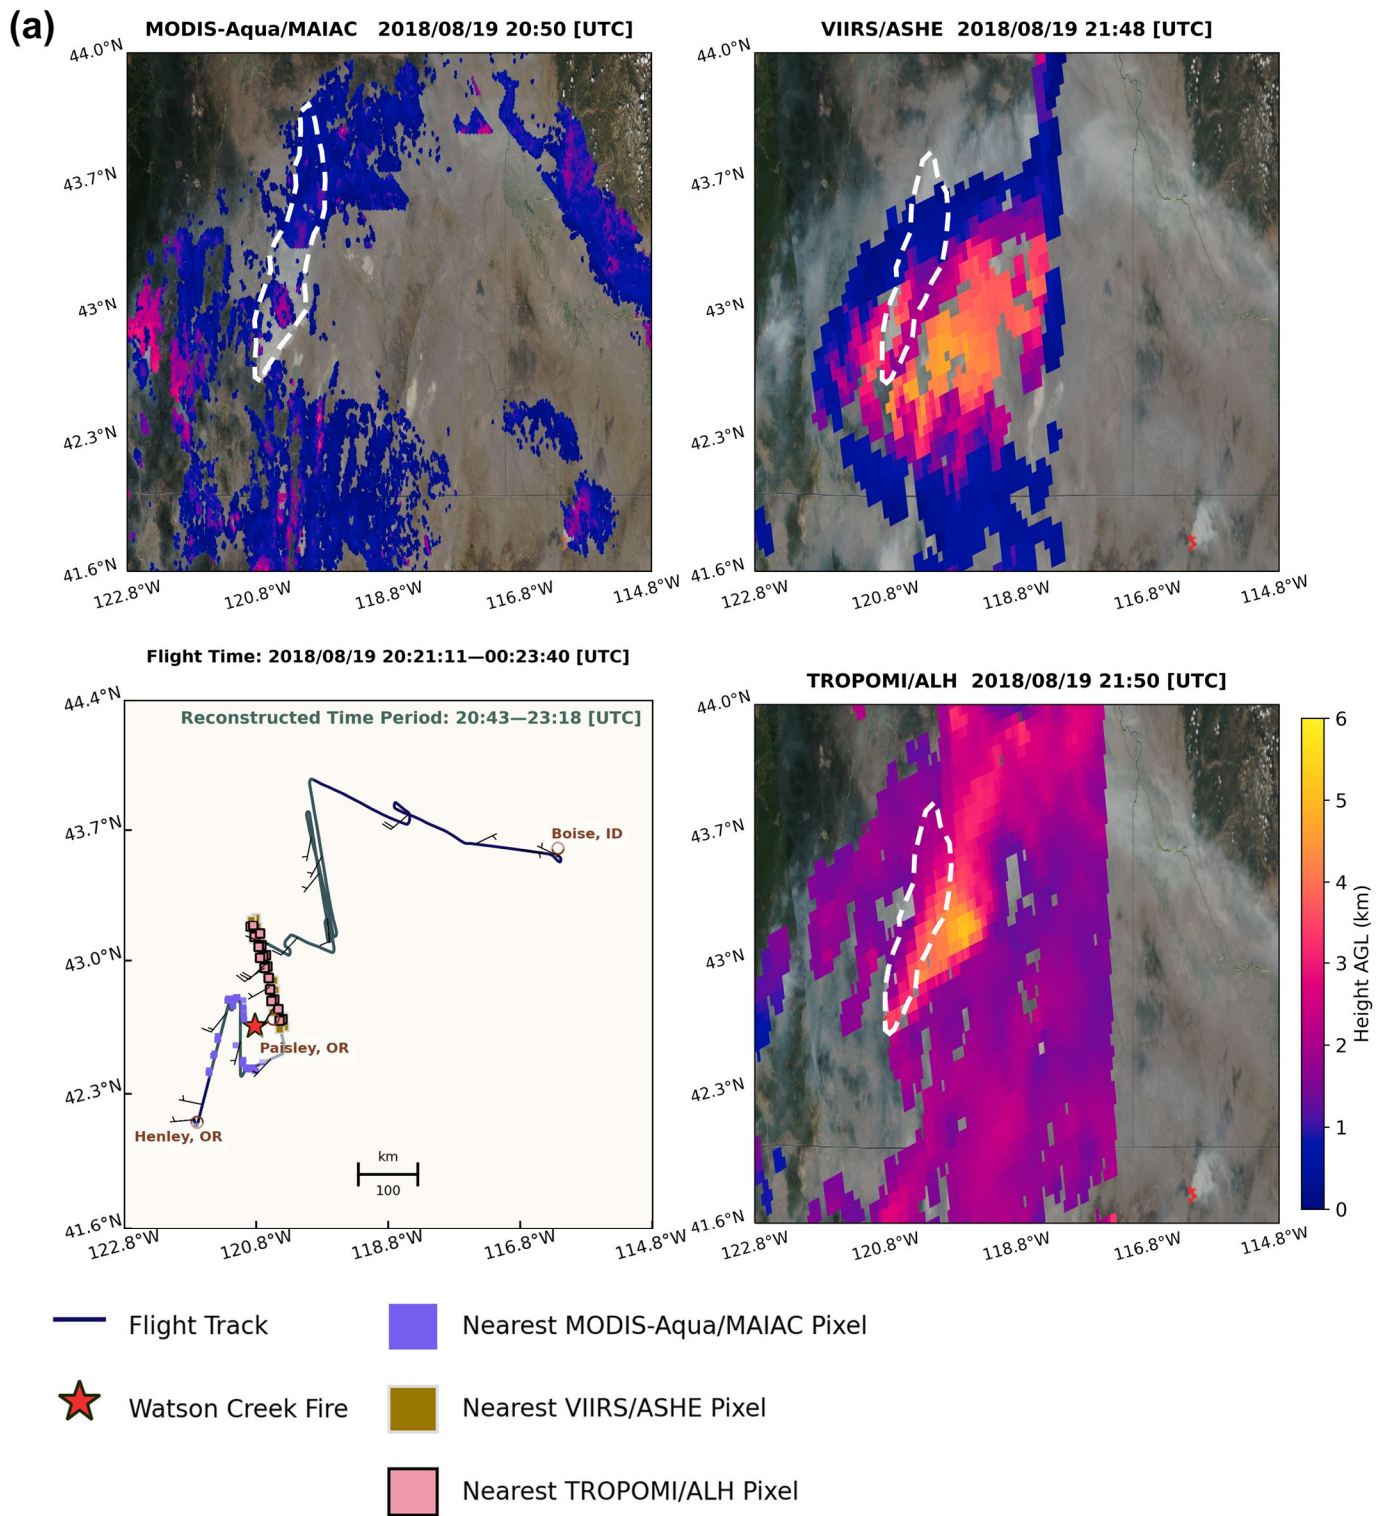 (a)
MODIS-Aqua/MAIAC 2018/08/19 20:50 [UTC]
44.0°N
43.7°N
43°N
42.3°N
41.6°N
122.8°W
120.8°W
118.8°W
116.8°W
114.8°W
VIIRS/ASHE 2018/08/19 21:48 [UTC]
44.0°N
43.7°N
43°N
42.3°N
41.6°N
122.8°W
120.8°W
118.8°W
116.8°W
114.8°W
Flight Time: 2018/08/19 20:21:11—00:23:40 [UTC]
Reconstructed Time Period: 20:43—23:18 [UTC]
44.4°N
43.7°N
43.0°N
42.3°N
41.6°N
Boise, ID
Paisley, OR
Henley, OR
km
100
122.8°W
120.8°W
118.8°W
116.8°W
114.8°W
TROPOMI/ALH 2018/08/19 21:50 [UTC]
44.0°N
43.7°N
43°N
42.3°N
41.6°N
122.8°W
120.8°W
118.8°W
116.8°W
114.8°W
6
5
4
3
2
1
0
Height AGL (km)
Flight Track
Nearest MODIS-Aqua/MAIAC Pixel
Watson Creek Fire
Nearest VIIRS/ASHE Pixel
Nearest TROPOMI/ALH Pixel